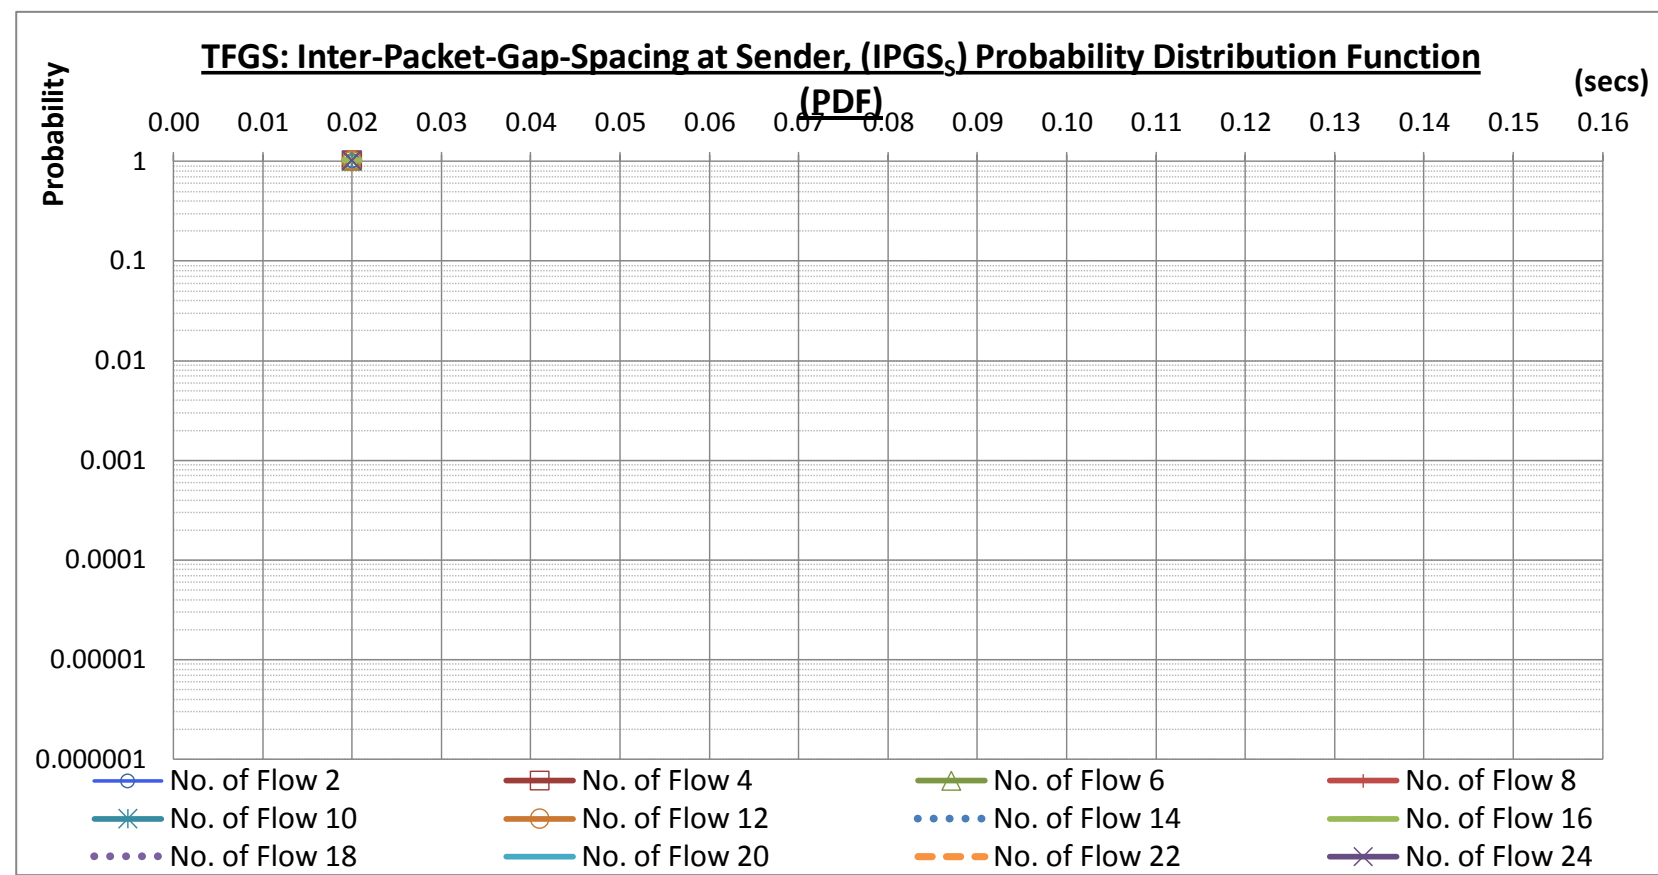 TFGS: Inter-Packet-Gap-Spacing at Sender, (IPGSS) Probability Distribution Function
(PDF)
(secs)
Probability
0.00 0.01 0.02 0.03 0.04 0.05 0.06 0.07 0.08 0.09 0.10 0.11 0.12 0.13 0.14 0.15 0.16
1
0.1
0.01
0.001
0.0001
0.00001
0.000001
No. of Flow 2 No. of Flow 4 No. of Flow 6 No. of Flow 8
No. of Flow 10 No. of Flow 12 No. of Flow 14 No. of Flow 16
No. of Flow 18 No. of Flow 20 No. of Flow 22 No. of Flow 24